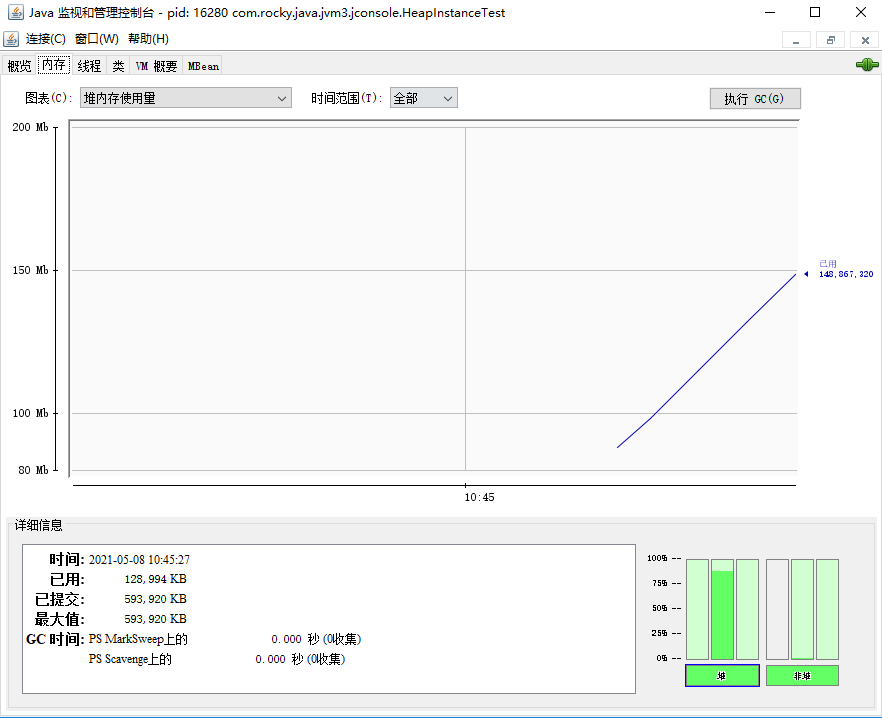 Java 监视和管理控制台 - pid: 16280 com.rocky.java.jvm3.jconsole.HeapInstanceTest
连接(C) 窗口(W) 帮助(H)
概览 内存 线程 类 VM 概要 MBean
图表(C): 堆内存使用量 时间范围(T): 全部 执行 GC(G)
200 Mb
150 Mb
已用
148,867,320
100 Mb
80 Mb
10:45
详细信息
时间: 2021-05-08 10:45:27
已用: 128,994 KB
已提交: 593,920 KB
最大值: 593,920 KB
GC 时间: PS MarkSweep上的 0.000 秒 (0收集)
PS Scavenge上的 0.000 秒 (0收集)
100% --
75% --
50% --
25% --
0% --
堆 非堆